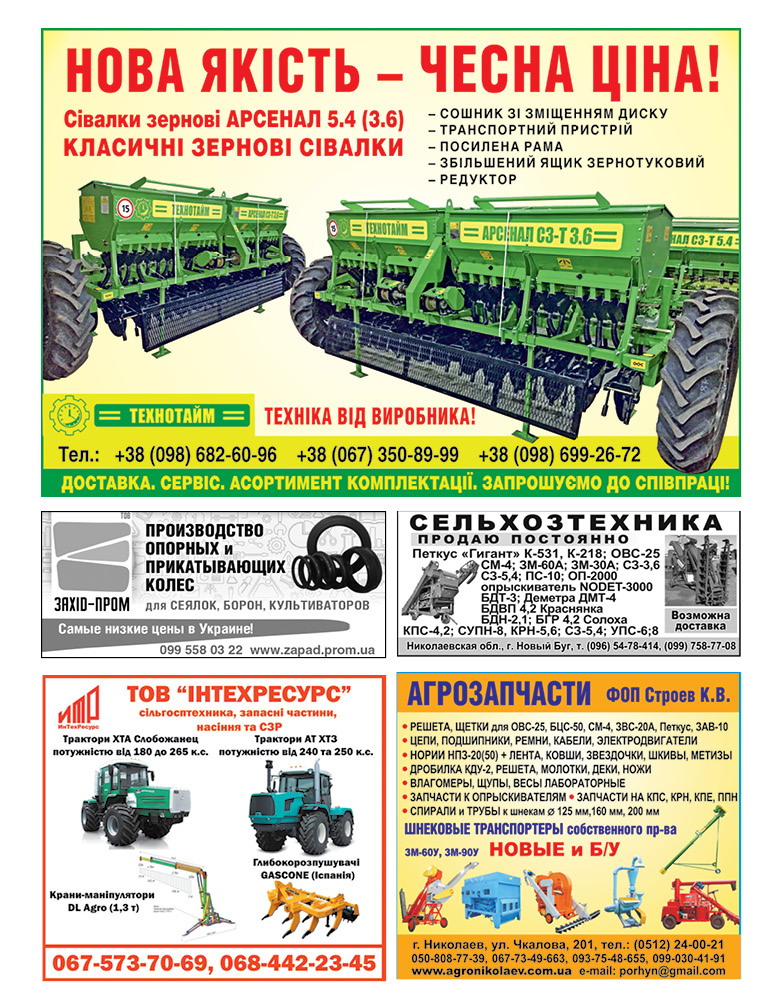 НОВА ЯКІСТЬ – ЧЕСНА ЦІНА!
Сівалки зернові АРСЕНАЛ 5.4 (3.6)
КЛАСИЧНІ ЗЕРНОВІ СІВАЛКИ
– СОШНИК ЗІ ЗМІЩЕННЯМ ДИСКУ
– ТРАНСПОРТНИЙ ПРИСТРІЙ
– ПОСИЛЕНА РАМА
– ЗБІЛЬШЕНИЙ ЯЩИК ЗЕРНОТУКОВИЙ
– РЕДУКТОР
15
ТЕХНОТАЙМ
АРСЕНАЛ СЗ-Т 3.6
15
ТЕХНОТАЙМ
АРСЕНАЛ СЗ-Т 3.6
АРСЕНАЛ СЗ-Т 5.4
ТЕХНОТАЙМ
ТЕХНІКА ВІД ВИРОБНИКА!
Тел.: +38 (098) 682-60-96 +38 (067) 350-89-99 +38 (098) 699-26-72
ДОСТАВКА. СЕРВІС. АСОРТИМЕНТ КОМПЛЕКТАЦІЇ. ЗАПРОШУЄМО ДО СПІВПРАЦІ!
ТОВ
ЗАХІD-ПРОМ
ПРОИЗВОДСТВО
ОПОРНЫХ и
ПРИКАТЫВАЮЩИХ
КОЛЕС
для СЕЯЛОК, БОРОН, КУЛЬТИВАТОРОВ
Самые низкие цены в Украине!
099 558 03 22 www.zapad.prom.ua
СЕЛЬХОЗТЕХНИКА
ПРОДАЮ ПОСТОЯННО
Петкус «Гигант» К-531, К-218; ОВС-25
СМ-4; ЗМ-60А; ЗМ-30А; СЗ-3,6
СЗ-5,4; ПС-10; ОП-2000
опрыскиватель NODET-3000
БДТ-3; Деметра ДМТ-4
БДВП 4,2 Краснянка
БДН-2,1; БГР 4,2 Солоха
КПС-4,2; СУПН-8, КРН-5,6; СЗ-5,4; УПС-6;8
Возможна
доставка
Николаевская обл., г. Новый Буг, т. (096) 54-78-414, (099) 758-77-08
ИнТехРесурс
ТОВ “ІНТЕХРЕСУРС”
сільгосптехніка, запасні частини,
насіння та СЗР
Трактори ХТА Слобожанец
потужністю від 180 до 265 к.с.
Трактори АТ ХТЗ
потужністю від 240 та 250 к.с.
Глибокорозпушувачі
GASCONE (Іспанія)
Крани-маніпулятори
DL Agro (1,3 т)
067-573-70-69, 068-442-23-45
АГРОЗАПЧАСТИ ФОП Строев К.В.
• РЕШЕТА, ЩЕТКИ для ОВС-25, БЦС-50, СМ-4, ЗВС-20А, Петкус, ЗАВ-10
• ЦЕПИ, ПОДШИПНИКИ, РЕМНИ, КАБЕЛИ, ЭЛЕКТРОДВИГАТЕЛИ
• НОРИИ НПЗ-20(50) + ЛЕНТА, КОВШИ, ЗВЕЗДОЧКИ, ШКИВЫ, МЕТИЗЫ
• ДРОБИЛКА КДУ-2, РЕШЕТА, МОЛОТКИ, ДЕКИ, НОЖИ
• ВЛАГОМЕРЫ, ЩУПЫ, ВЕСЫ ЛАБОРАТОРНЫЕ
• ЗАПЧАСТИ К ОПРЫСКИВАТЕЛЯМ • ЗАПЧАСТИ НА КПС, КРН, КПЕ, ППН
• СПИРАЛИ и ТРУБЫ к шнекам ⌀ 125 мм,160 мм, 200 мм
ШНЕКОВЫЕ ТРАНСПОРТЕРЫ собственного пр-ва
ЗМ-60У, ЗМ-90У НОВЫЕ и Б/У
г. Николаев, ул. Чкалова, 201, тел.: (0512) 24-00-21
050-808-77-39, 067-73-49-663, 093-75-48-655, 099-030-41-91
www.agronikolaev.com.ua e-mail: porhyn@gmail.com